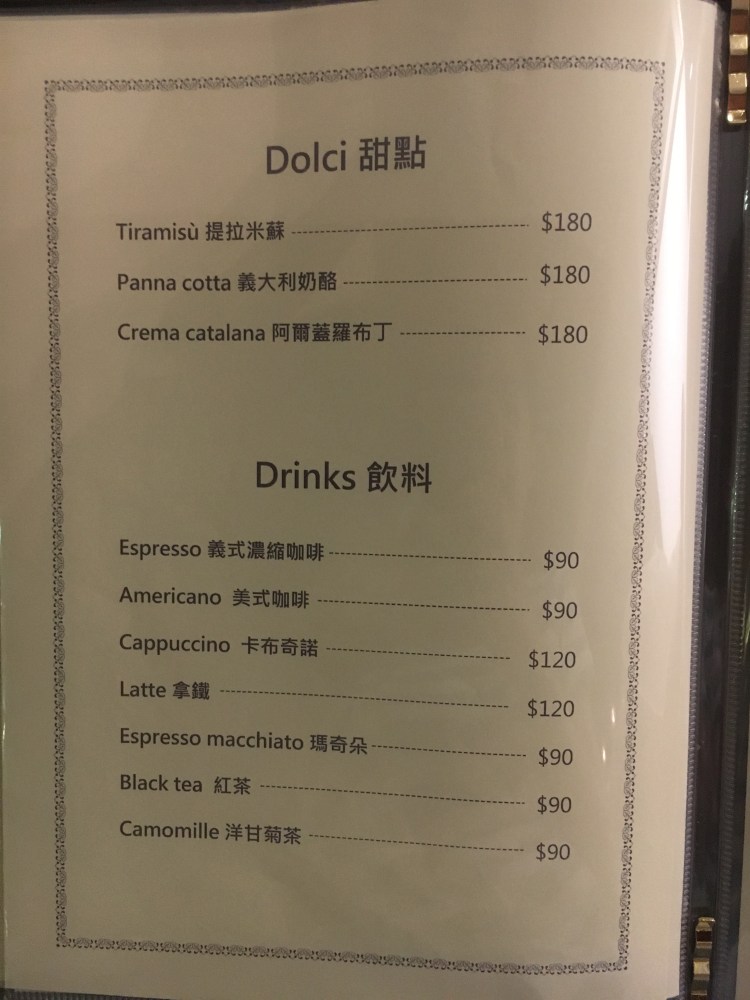 Dolci 甜點
Tiramisù 提拉米蘇 $180
Panna cotta 義大利奶酪 $180
Crema catalana 阿爾蓋羅布丁 $180
Drinks 飲料
Espresso 義式濃縮咖啡 $90
Americano 美式咖啡 $90
Cappuccino 卡布奇諾 $120
Latte 拿鐵 $120
Espresso macchiato 瑪奇朵 $90
Black tea 紅茶 $90
Camomille 洋甘菊茶 $90